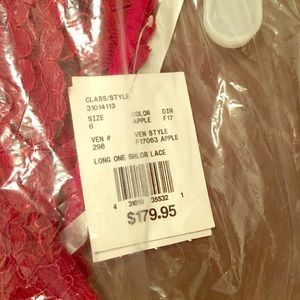 CLASS/STYLE
31014113
SIZE COLOR DIM
6 APPLE F17
VEN # VEN STYLE
298 F17063 APPLE
LONG ONE SHLDR LACE
4 31010 35532 1
$179.95